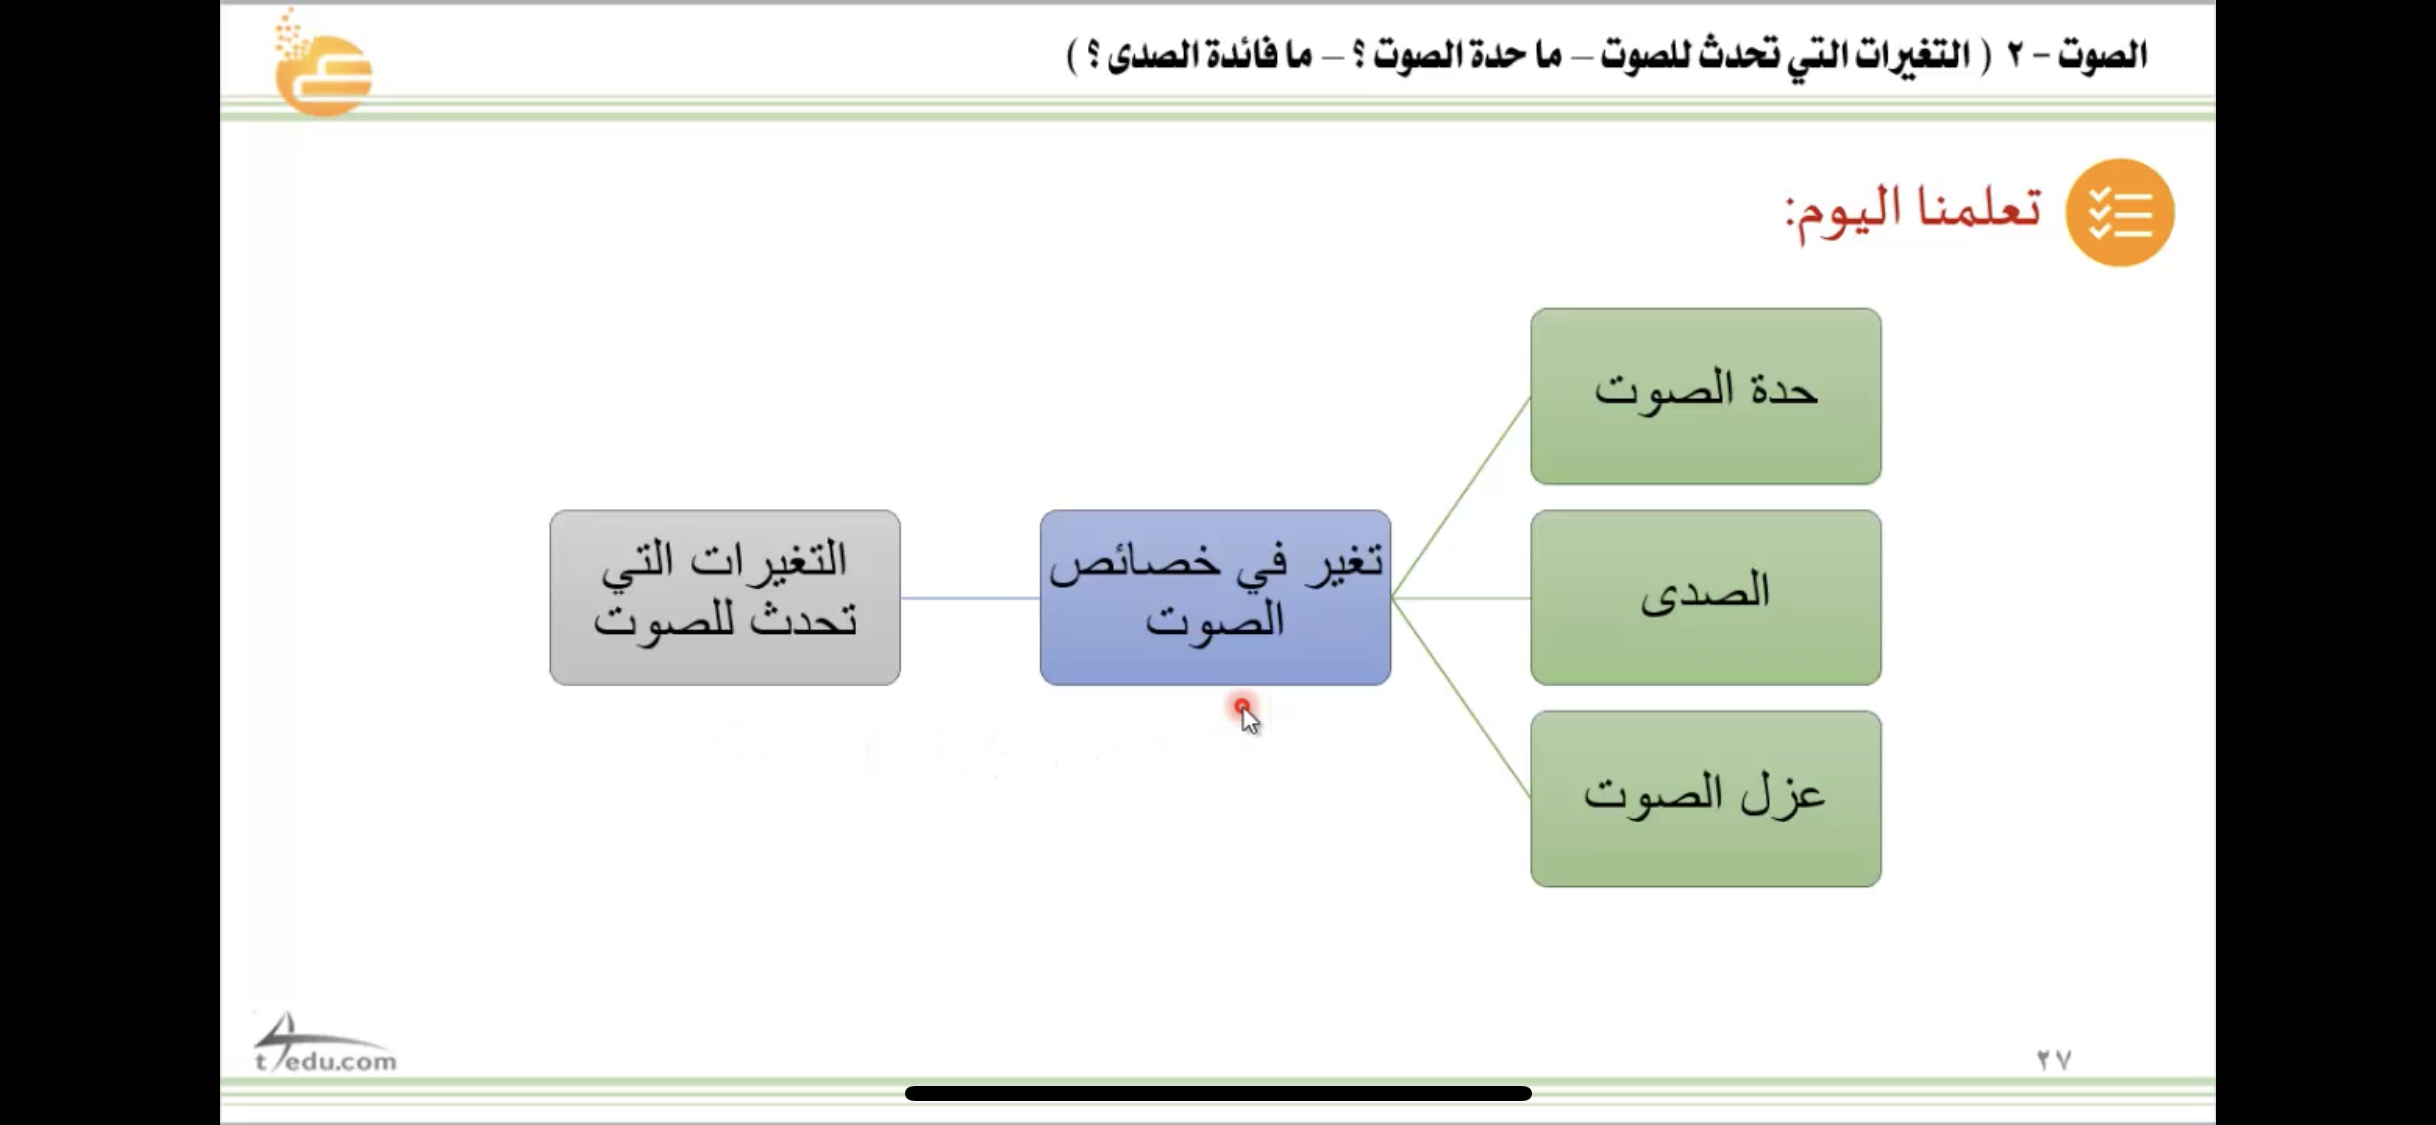 الصوت - ٢ ( التغيرات التي تحدث للصوت – ما حدة الصوت ؟ – ما فائدة الصدى ؟ )
تعلمنا اليوم:
حدة الصوت
التغيرات التي
تحدث للصوت
تغير في خصائص
الصوت
الصدى
عزل الصوت
t4edu.com
٢٧